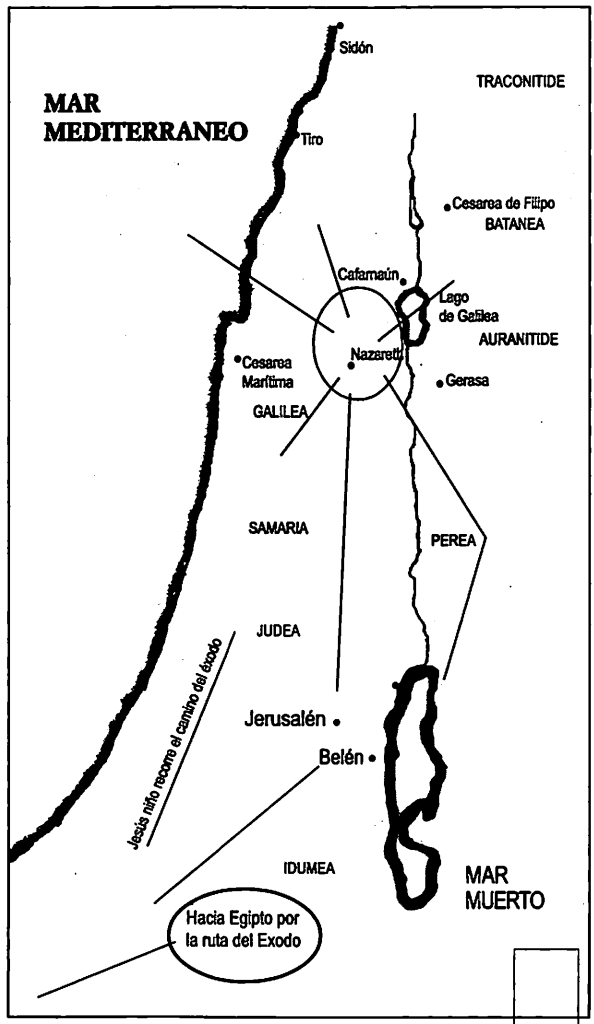 Sidón
TRACONITIDE
MAR
MEDITERRANEO
Tiro
Cesarea de Filipo
BATANEA
Cafarnaún
Lago
de Galilea
AURANITIDE
Nazareth
Cesarea
Marítima
Gerasa
GALILEA
SAMARIA
PEREA
JUDEA
Jesús niño recorre el camino del éxodo
Jerusalén
Belén
IDUMEA
MAR
MUERTO
Hacia Egipto por
la ruta del Exodo